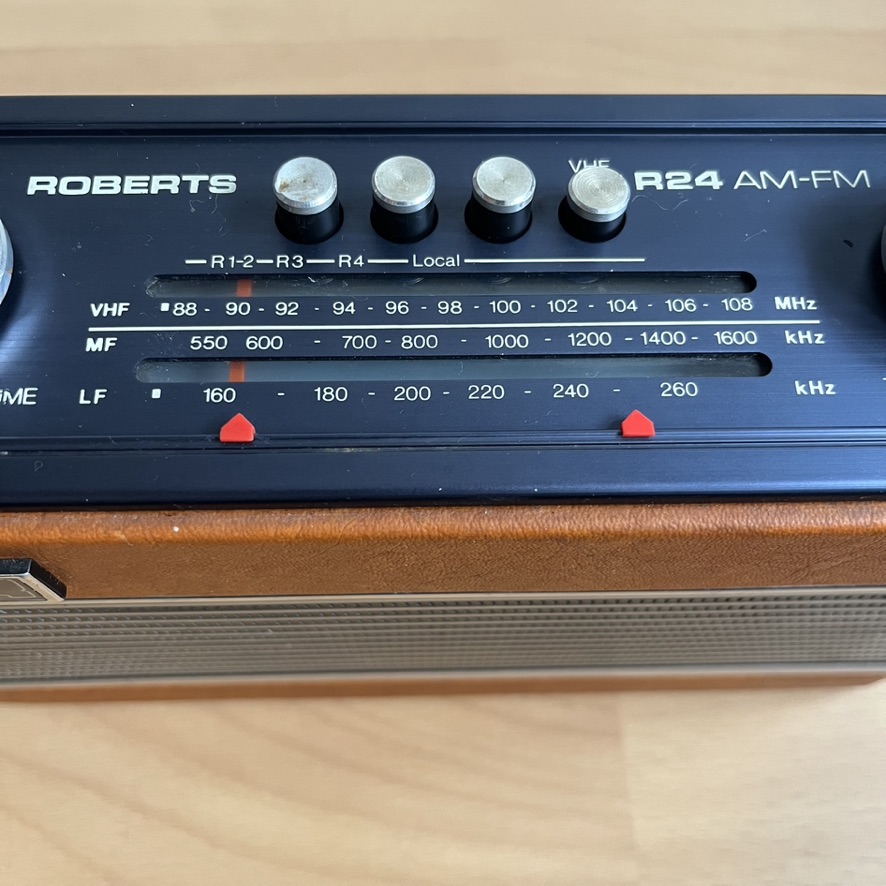 VHF
ROBERTS R24 AM-FM
R1-2 R3 R4 Local
VHF 88 - 90 - 92 - 94 - 96 - 98 - 100 - 102 - 104 - 106 - 108 MHz
MF 550 600 - 700 - 800 - 1000 - 1200 - 1400 - 1600 kHz
LF 160 - 180 - 200 - 220 - 240 - 260 kHz